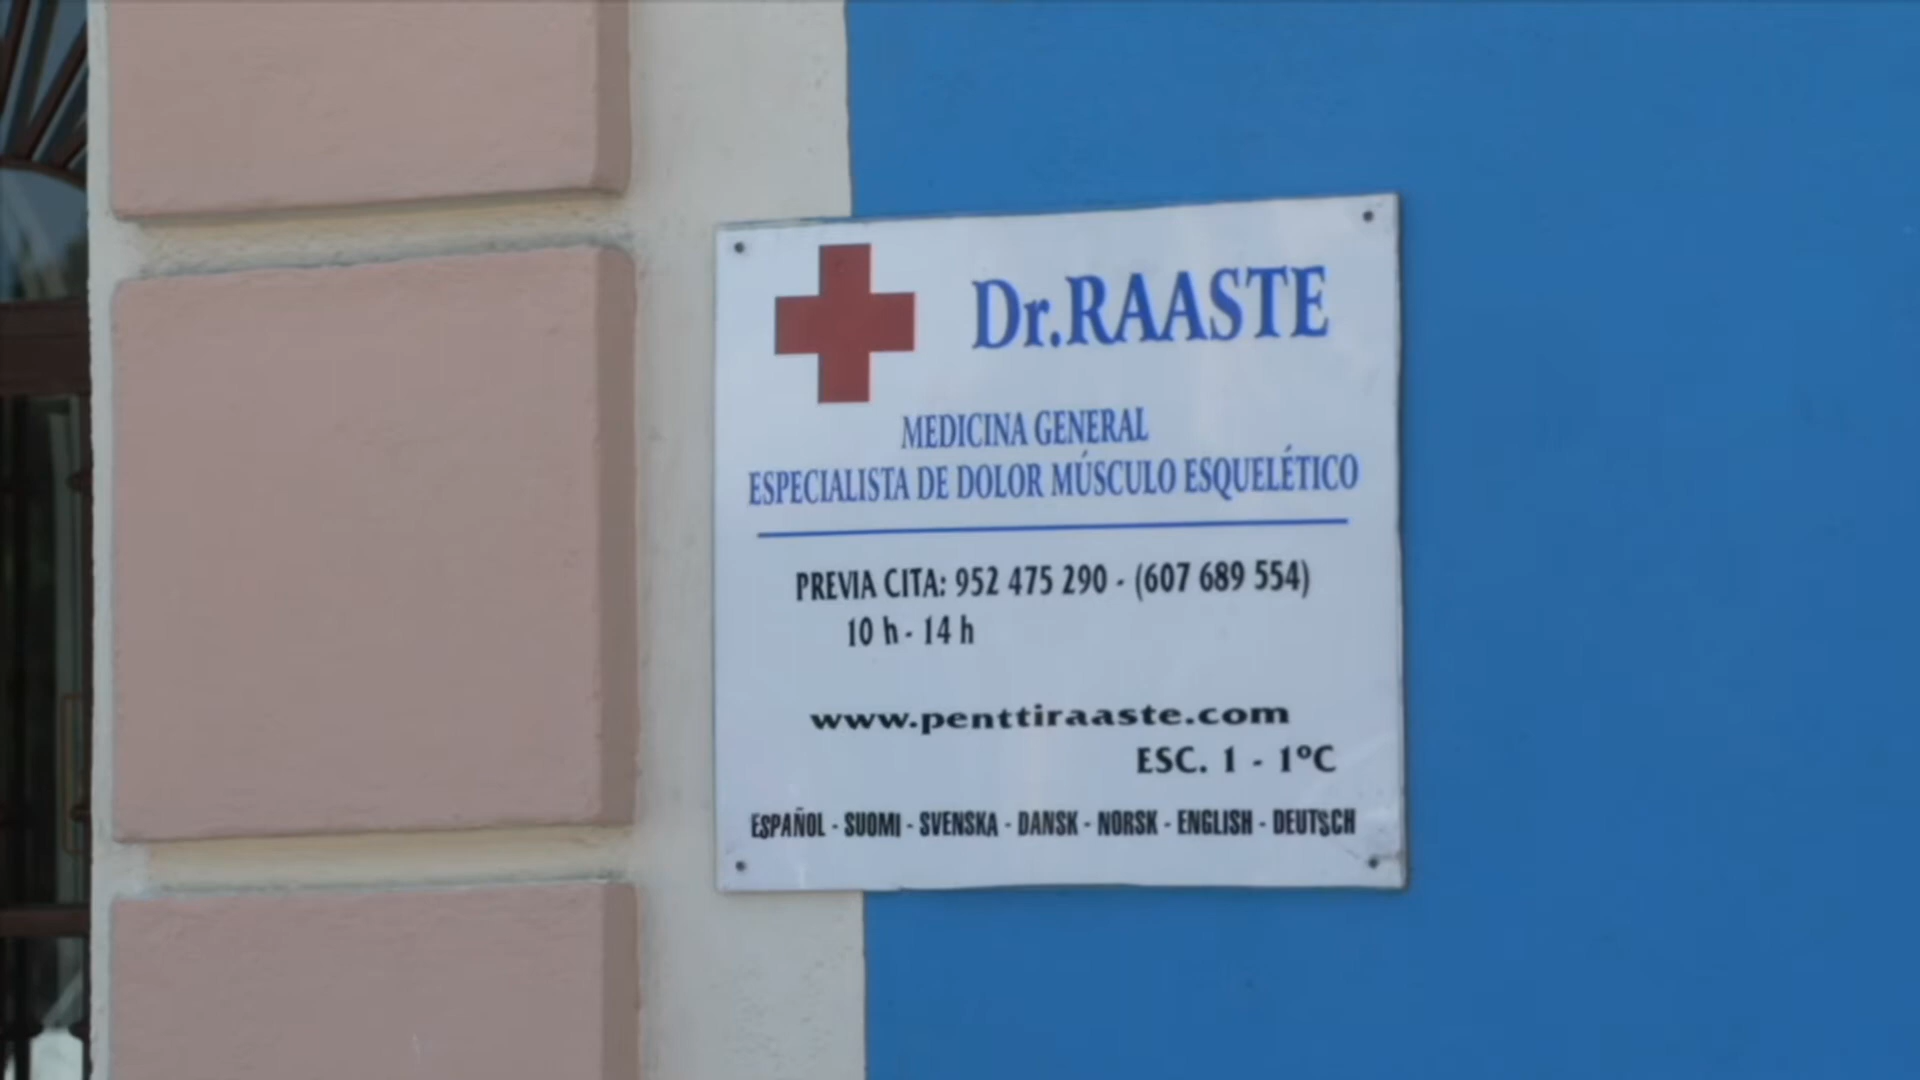 Dr.RAASTE
MEDICINA GENERAL
ESPECIALISTA DE DOLOR MÚSCULO ESQUELÉTICO
PREVIA CITA: 952 475 290 - (607 689 554)
10 h - 14 h
www.penttiraaste.com
ESC. 1 - 1ºC
ESPAÑOL - SUOMI - SVENSKA - DANSK - NORSK - ENGLISH - DEUTSCH